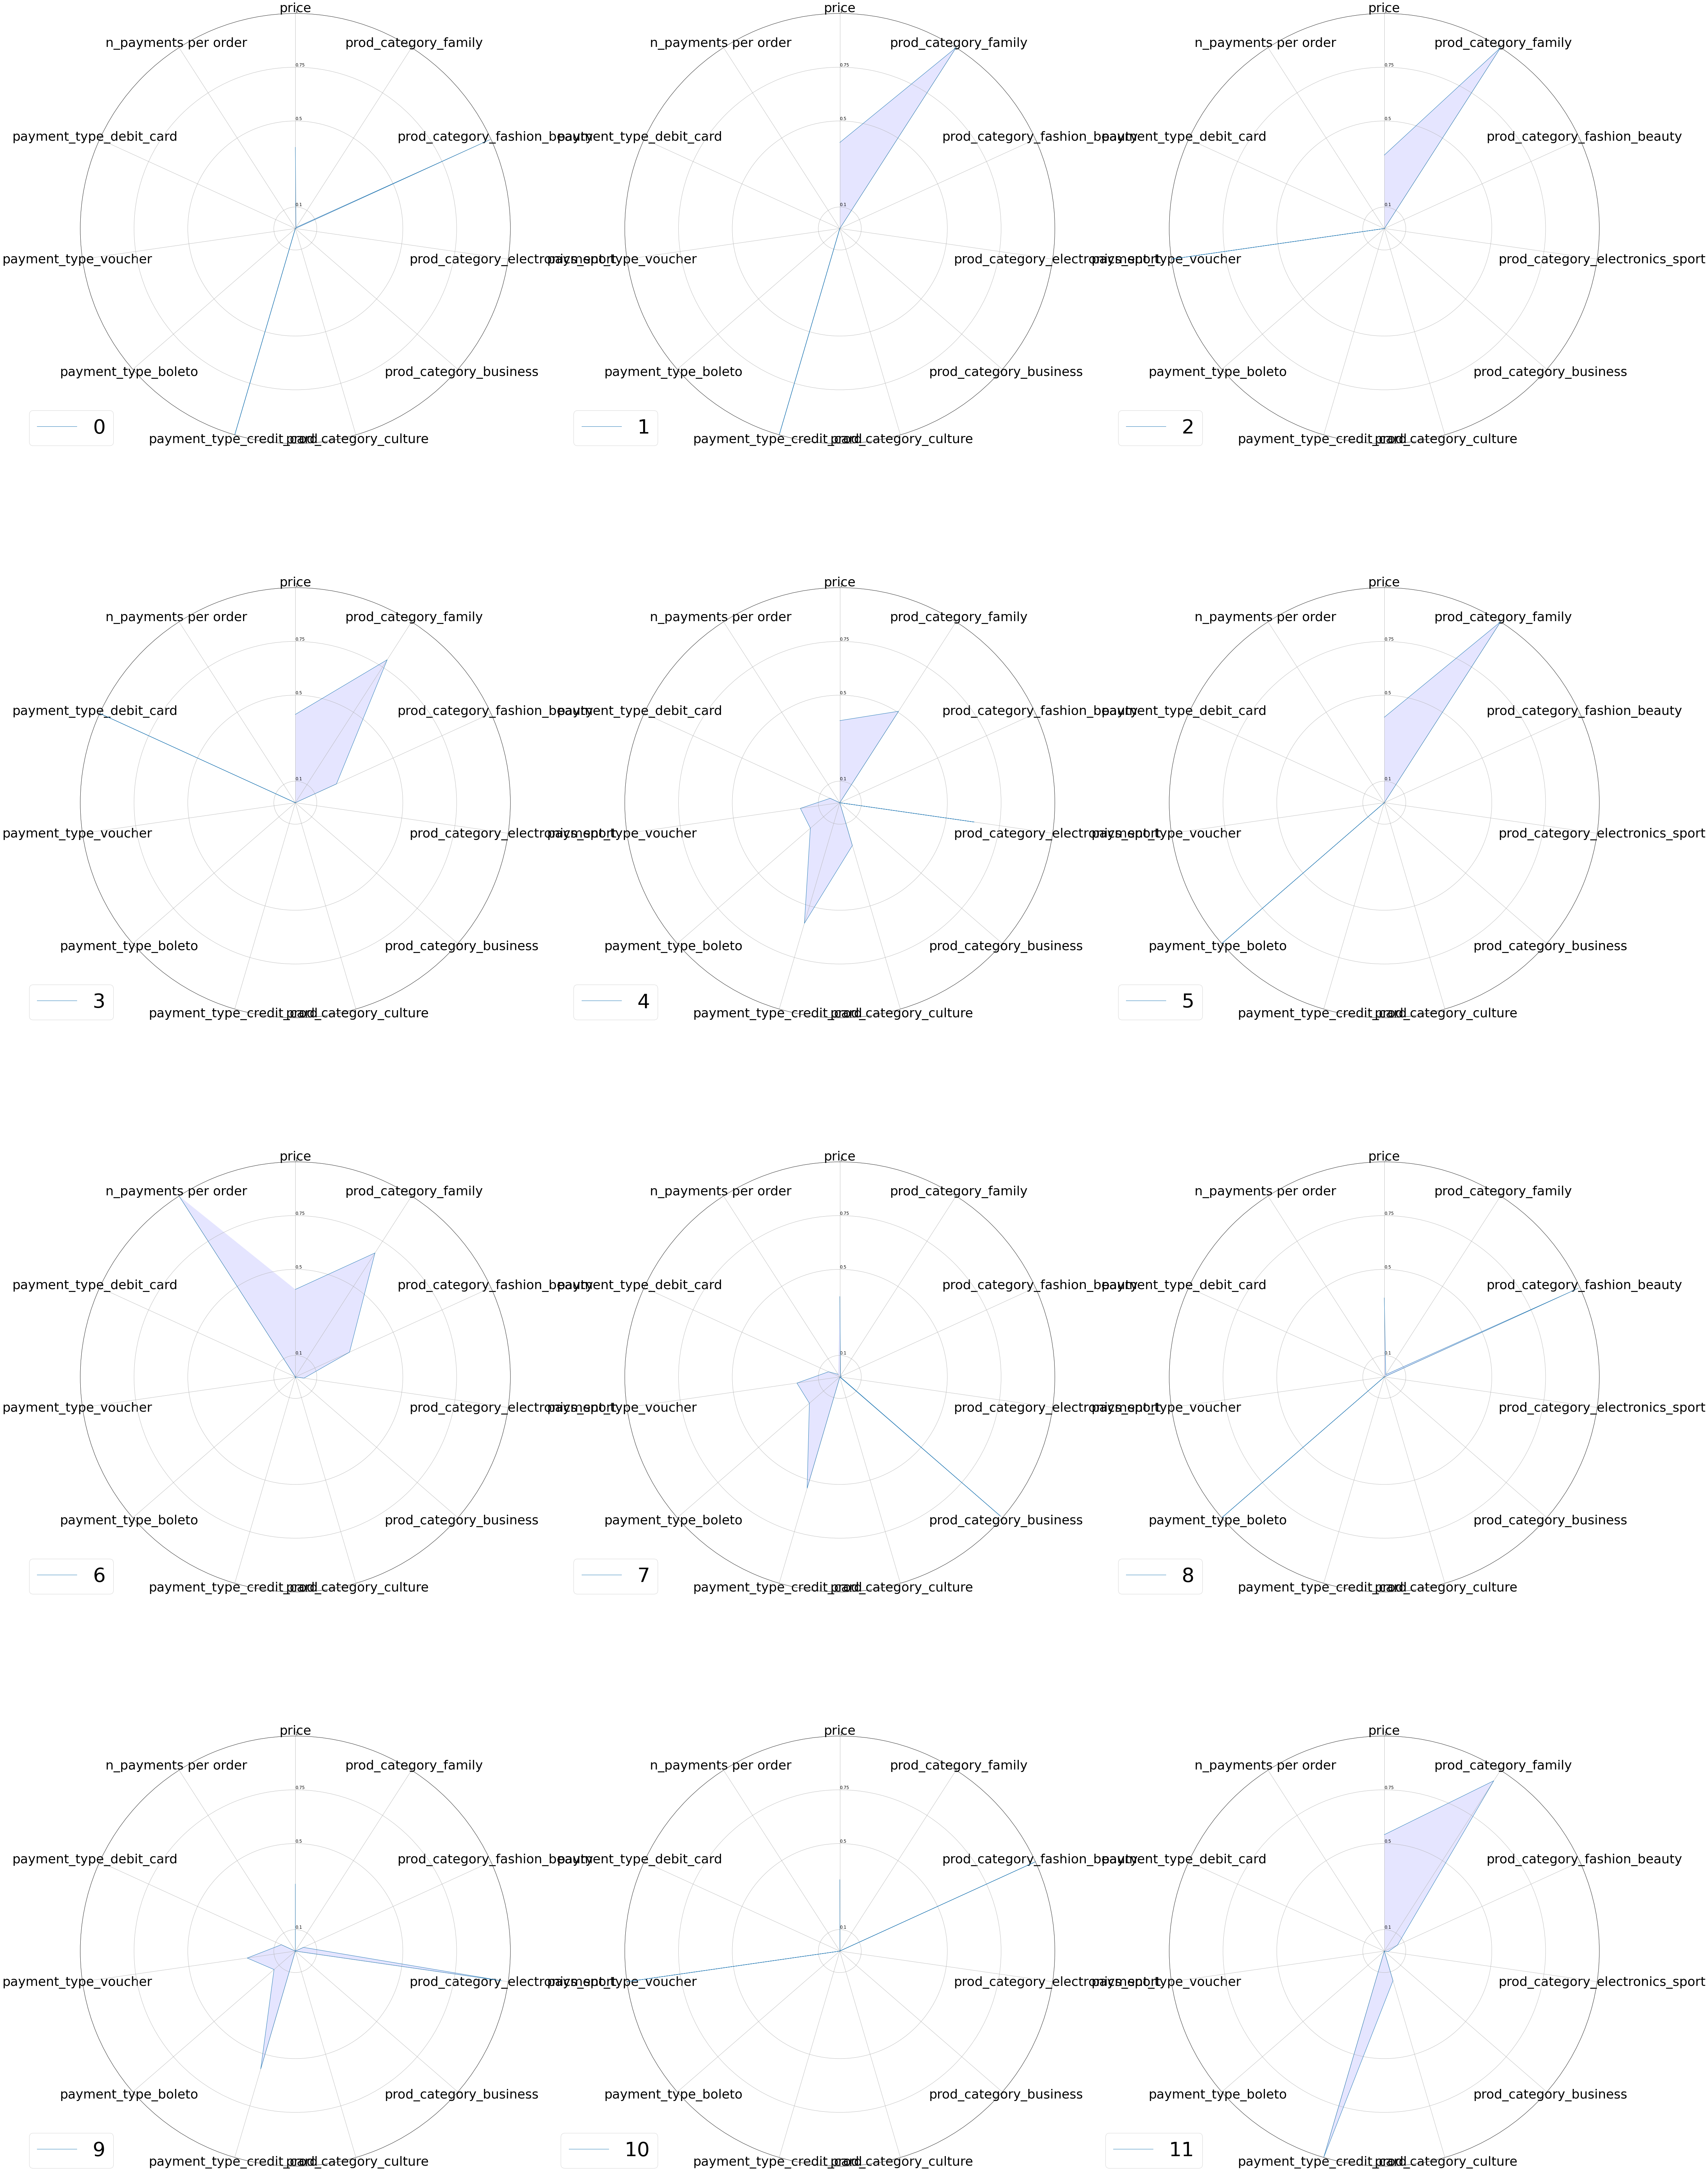 price
n_payments per order
prod_category_family
0.75
0.5
payment_type_debit_card
prod_category_fashion_beauty
0.1
payment_type_voucher
prod_category_electronics_sport
payment_type_boleto
prod_category_business
0
payment_type_credit_card
prod_category_culture
price
n_payments per order
prod_category_family
0.75
0.5
payment_type_debit_card
prod_category_fashion_beauty
0.1
payment_type_voucher
prod_category_electronics_sport
payment_type_boleto
prod_category_business
1
payment_type_credit_card
prod_category_culture
price
n_payments per order
prod_category_family
0.75
0.5
payment_type_debit_card
prod_category_fashion_beauty
0.1
payment_type_voucher
prod_category_electronics_sport
payment_type_boleto
prod_category_business
2
payment_type_credit_card
prod_category_culture
price
n_payments per order
prod_category_family
0.75
0.5
payment_type_debit_card
prod_category_fashion_beauty
0.1
payment_type_voucher
prod_category_electronics_sport
payment_type_boleto
prod_category_business
3
payment_type_credit_card
prod_category_culture
price
n_payments per order
prod_category_family
0.75
0.5
payment_type_debit_card
prod_category_fashion_beauty
0.1
payment_type_voucher
prod_category_electronics_sport
payment_type_boleto
prod_category_business
4
payment_type_credit_card
prod_category_culture
price
n_payments per order
prod_category_family
0.75
0.5
payment_type_debit_card
prod_category_fashion_beauty
0.1
payment_type_voucher
prod_category_electronics_sport
payment_type_boleto
prod_category_business
5
payment_type_credit_card
prod_category_culture
price
n_payments per order
prod_category_family
0.75
0.5
payment_type_debit_card
prod_category_fashion_beauty
0.1
payment_type_voucher
prod_category_electronics_sport
payment_type_boleto
prod_category_business
6
payment_type_credit_card
prod_category_culture
price
n_payments per order
prod_category_family
0.75
0.5
payment_type_debit_card
prod_category_fashion_beauty
0.1
payment_type_voucher
prod_category_electronics_sport
payment_type_boleto
prod_category_business
7
payment_type_credit_card
prod_category_culture
price
n_payments per order
prod_category_family
0.75
0.5
payment_type_debit_card
prod_category_fashion_beauty
0.1
payment_type_voucher
prod_category_electronics_sport
payment_type_boleto
prod_category_business
8
payment_type_credit_card
prod_category_culture
price
n_payments per order
prod_category_family
0.75
0.5
payment_type_debit_card
prod_category_fashion_beauty
0.1
payment_type_voucher
prod_category_electronics_sport
payment_type_boleto
prod_category_business
9
payment_type_credit_card
prod_category_culture
price
n_payments per order
prod_category_family
0.75
0.5
payment_type_debit_card
prod_category_fashion_beauty
0.1
payment_type_voucher
prod_category_electronics_sport
payment_type_boleto
prod_category_business
10
payment_type_credit_card
prod_category_culture
price
n_payments per order
prod_category_family
0.75
0.5
payment_type_debit_card
prod_category_fashion_beauty
0.1
payment_type_voucher
prod_category_electronics_sport
payment_type_boleto
prod_category_business
11
payment_type_credit_card
prod_category_culture